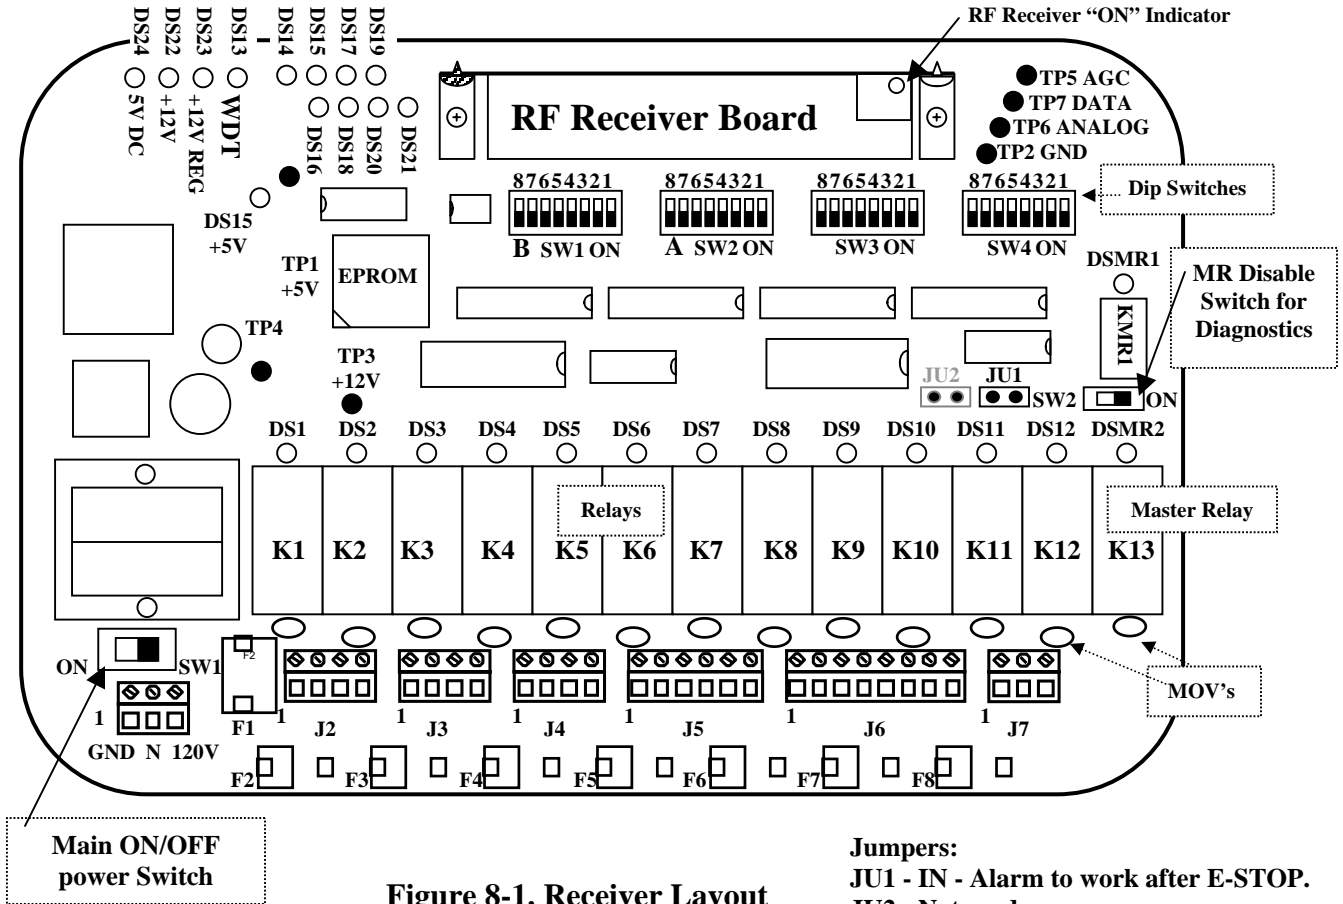 RF Receiver “ON” Indicator
DS24
DS22
DS23
DS13
DS14
DS15
DS17
DS19
5V DC
+12V
+12V REG
WDT
DS16
DS18
DS20
DS21
RF Receiver Board
TP5 AGC
TP7 DATA
TP6 ANALOG
TP2 GND
87654321
87654321
87654321
87654321
Dip Switches
B SW1 ON
A SW2 ON
SW3 ON
SW4 ON
DS15
+5V
TP1
+5V
EPROM
DSMR1
MR Disable
Switch for
Diagnostics
KMR1
TP4
TP3
+12V
JU2
JU1
SW2
ON
DS1
DS2
DS3
DS4
DS5
DS6
DS7
DS8
DS9
DS10
DS11
DS12
DSMR2
Relays
Master Relay
K1
K2
K3
K4
K5
K6
K7
K8
K9
K10
K11
K12
K13
ON
SW1
F2
MOV's
1
GND N 120V
F1
1
J2
1
J3
1
J4
1
J5
1
J6
1
J7
F2
F3
F4
F5
F6
F7
F8
Main ON/OFF
power Switch
Figure 8-1. Receiver Layout
Jumpers:
JU1 - IN - Alarm to work after E-STOP.